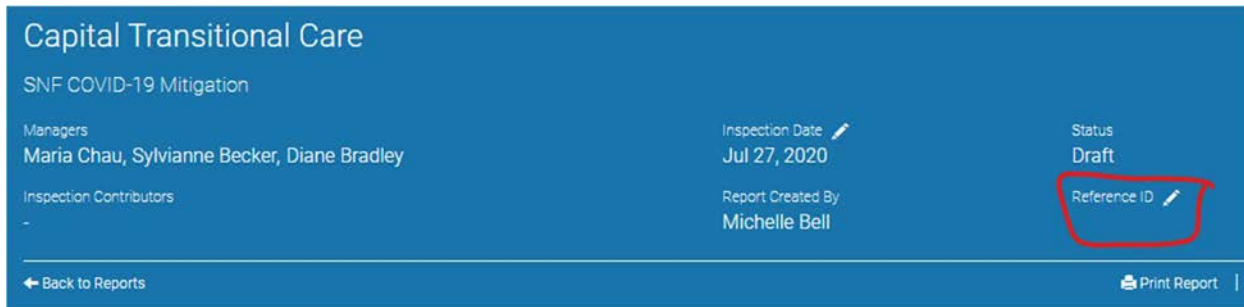 Capital Transitional Care
SNF COVID-19 Mitigation
Managers
Maria Chau, Sylvianne Becker, Diane Bradley
Inspection Date
Jul 27, 2020
Status
Draft
Inspection Contributors
-
Report Created By
Michelle Bell
Reference ID
Back to Reports
Print Report |